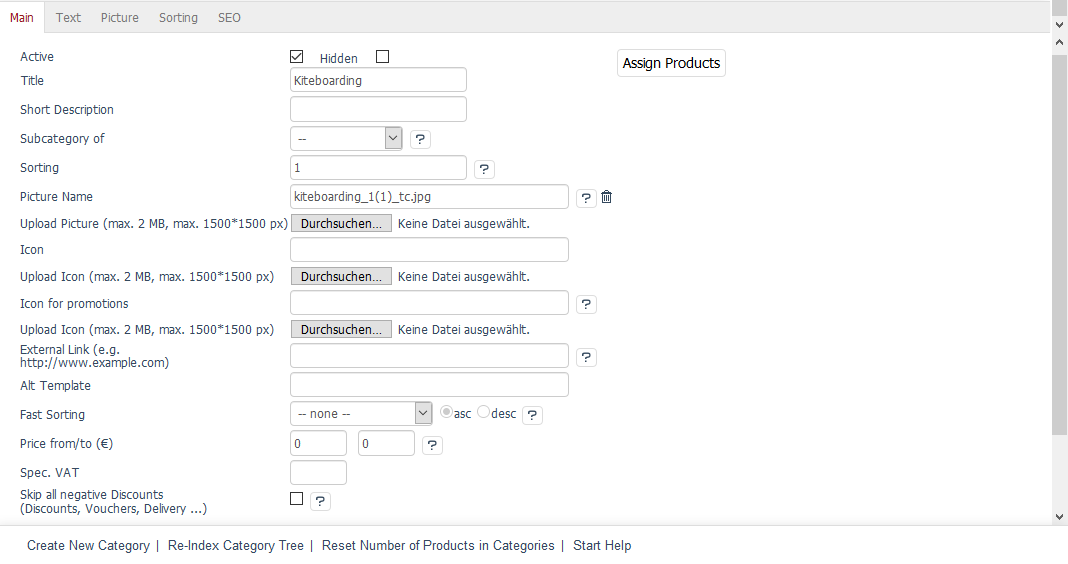 Main Text Picture Sorting SEO
Active Hidden Assign Products
Title Kiteboarding
Short Description
Subcategory of -- ?
Sorting 1 ?
Picture Name kiteboarding_1(1)_tc.jpg ?
Upload Picture (max. 2 MB, max. 1500*1500 px) Durchsuchen... Keine Datei ausgewählt.
Icon
Upload Icon (max. 2 MB, max. 1500*1500 px) Durchsuchen... Keine Datei ausgewählt.
Icon for promotions ?
Upload Icon (max. 2 MB, max. 1500*1500 px) Durchsuchen... Keine Datei ausgewählt.
External Link (e.g.
http://www.example.com) ?
Alt Template
Fast Sorting -- none -- asc desc ?
Price from/to (€) 0 0 ?
Spec. VAT
Skip all negative Discounts
(Discounts, Vouchers, Delivery ...) ?
Create New Category | Re-Index Category Tree | Reset Number of Products in Categories | Start Help